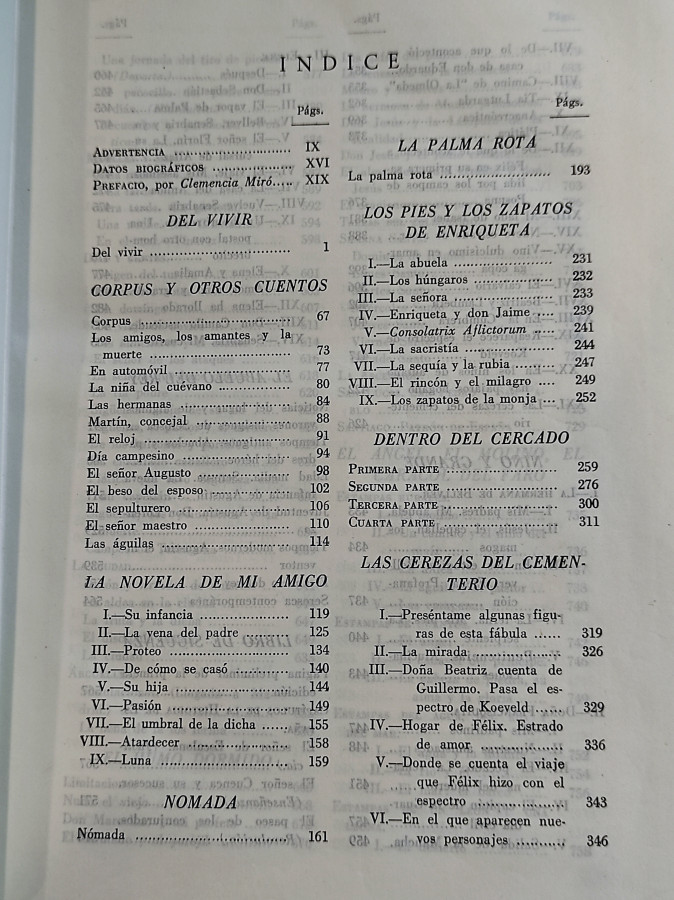 INDICE
Págs.
ADVERTENCIA .......................... IX
DATOS BIOGRÁFICOS .................. XVI
PREFACIO, por Clemencia Miró..... XIX
DEL VIVIR
Del vivir ............................... 1
CORPUS Y OTROS CUENTOS
Corpus ................................. 67
Los amigos, los amantes y la
muerte ............................... 73
En automóvil .......................... 77
La niña del cuévano ................ 80
Las hermanas ........................ 84
Martín, concejal ..................... 88
El reloj ................................. 91
Día campesino ........................ 94
El señor Augusto .................... 98
El beso del esposo .................. 102
El sepulturero ........................ 106
El señor maestro ..................... 110
Las águilas ............................ 114
LA NOVELA DE MI AMIGO
I.—Su infancia .................... 119
II.—La vena del padre .......... 125
III.—Proteo .......................... 134
IV.—De cómo se casó ............ 140
V.—Su hija ......................... 144
VI.—Pasión .......................... 149
VII.—El umbral de la dicha ...... 155
VIII.—Atardecer ...................... 158
IX.—Luna ............................ 159
NOMADA
Nómada ................................ 161
Págs.
LA PALMA ROTA
La palma rota ........................ 193
LOS PIES Y LOS ZAPATOS
DE ENRIQUETA
I.—La abuela ...................... 231
II.—Los húngaros .................. 232
III.—La señora ...................... 233
IV.—Enriqueta y don Jaime .... 239
V.—Consolatrix Aflictorum ..... 241
VI.—La sacristía .................... 244
VII.—La sequía y la rubia ......... 247
VIII.—El rincón y el milagro .... 249
IX.—Los zapatos de la monja ... 252
DENTRO DEL CERCADO
PRIMERA PARTE ...................... 259
SEGUNDA PARTE ...................... 276
TERCERA PARTE ...................... 300
CUARTA PARTE ....................... 311
LAS CEREZAS DEL CEMEN-
TERIO
I.—Preséntame algunas figu-
ras de esta fábula ...... 319
II.—La mirada ..................... 326
III.—Doña Beatriz cuenta de
Guillermo. Pasa el es-
pectro de Koeveld ...... 329
IV.—Hogar de Félix. Estrado
de amor .................. 336
V.—Donde se cuenta el viaje
que Félix hizo con el
espectro .................. 343
VI.—En el que aparecen nue-
vos personajes ........... 346